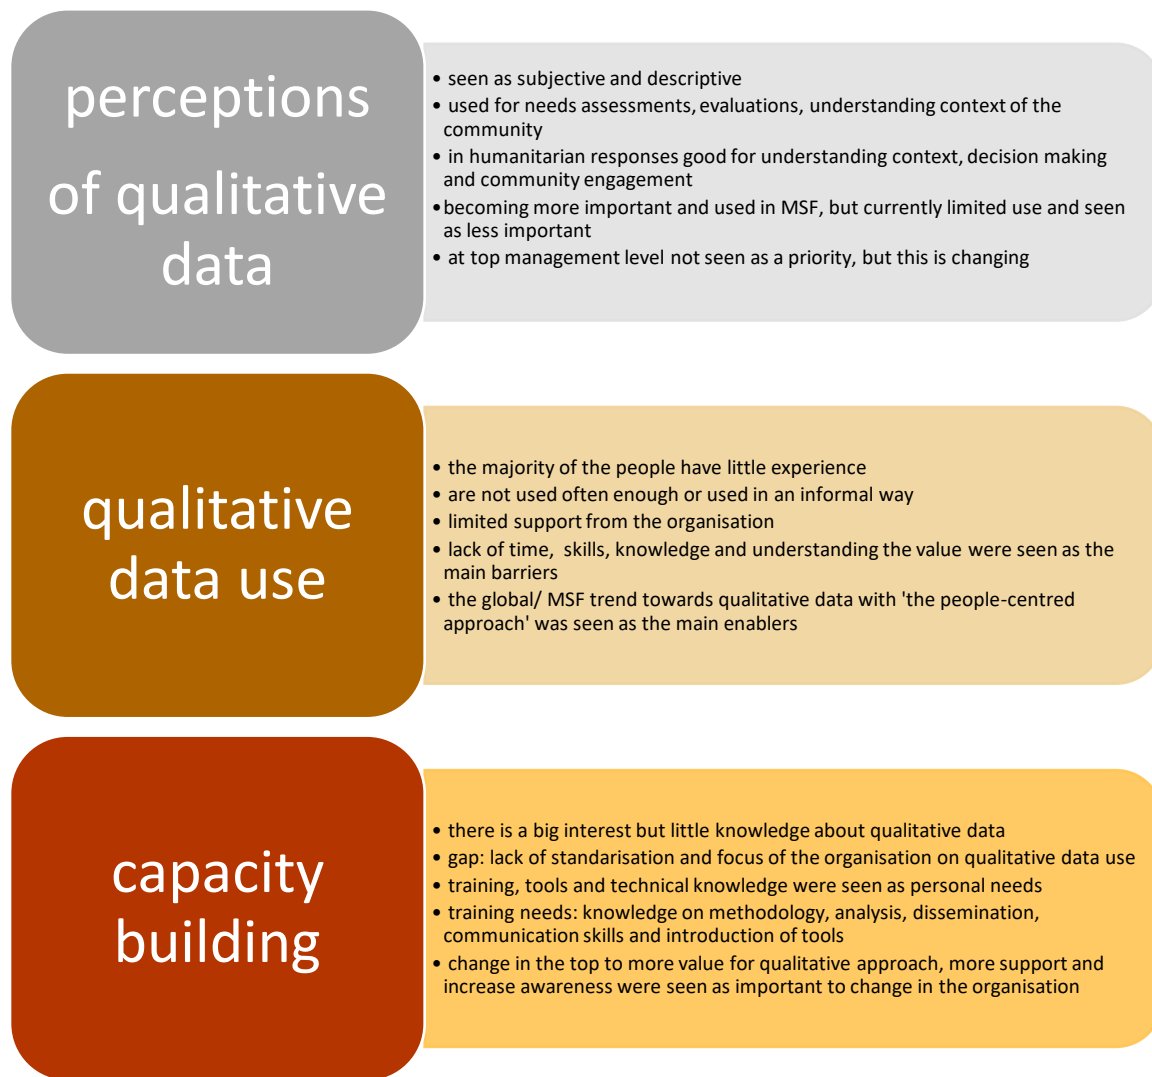 perceptions
of qualitative
data
• seen as subjective and descriptive
• used for needs assessments, evaluations, understanding context of the
community
• in humanitarian responses good for understanding context, decision making
and community engagement
• becoming more important and used in MSF, but currently limited use and seen
as less important
• at top management level not seen as a priority, but this is changing
qualitative
data use
• the majority of the people have little experience
• are not used often enough or used in an informal way
• limited support from the organisation
• lack of time, skills, knowledge and understanding the value were seen as the
main barriers
• the global/ MSF trend towards qualitative data with 'the people-centred
approach' was seen as the main enablers
capacity
building
• there is a big interest but little knowledge about qualitative data
• gap: lack of standarisation and focus of the organisation on qualitative data use
• training, tools and technical knowledge were seen as personal needs
• training needs: knowledge on methodology, analysis, dissemination,
communication skills and introduction of tools
• change in the top to more value for qualitative approach, more support and
increase awareness were seen as important to change in the organisation